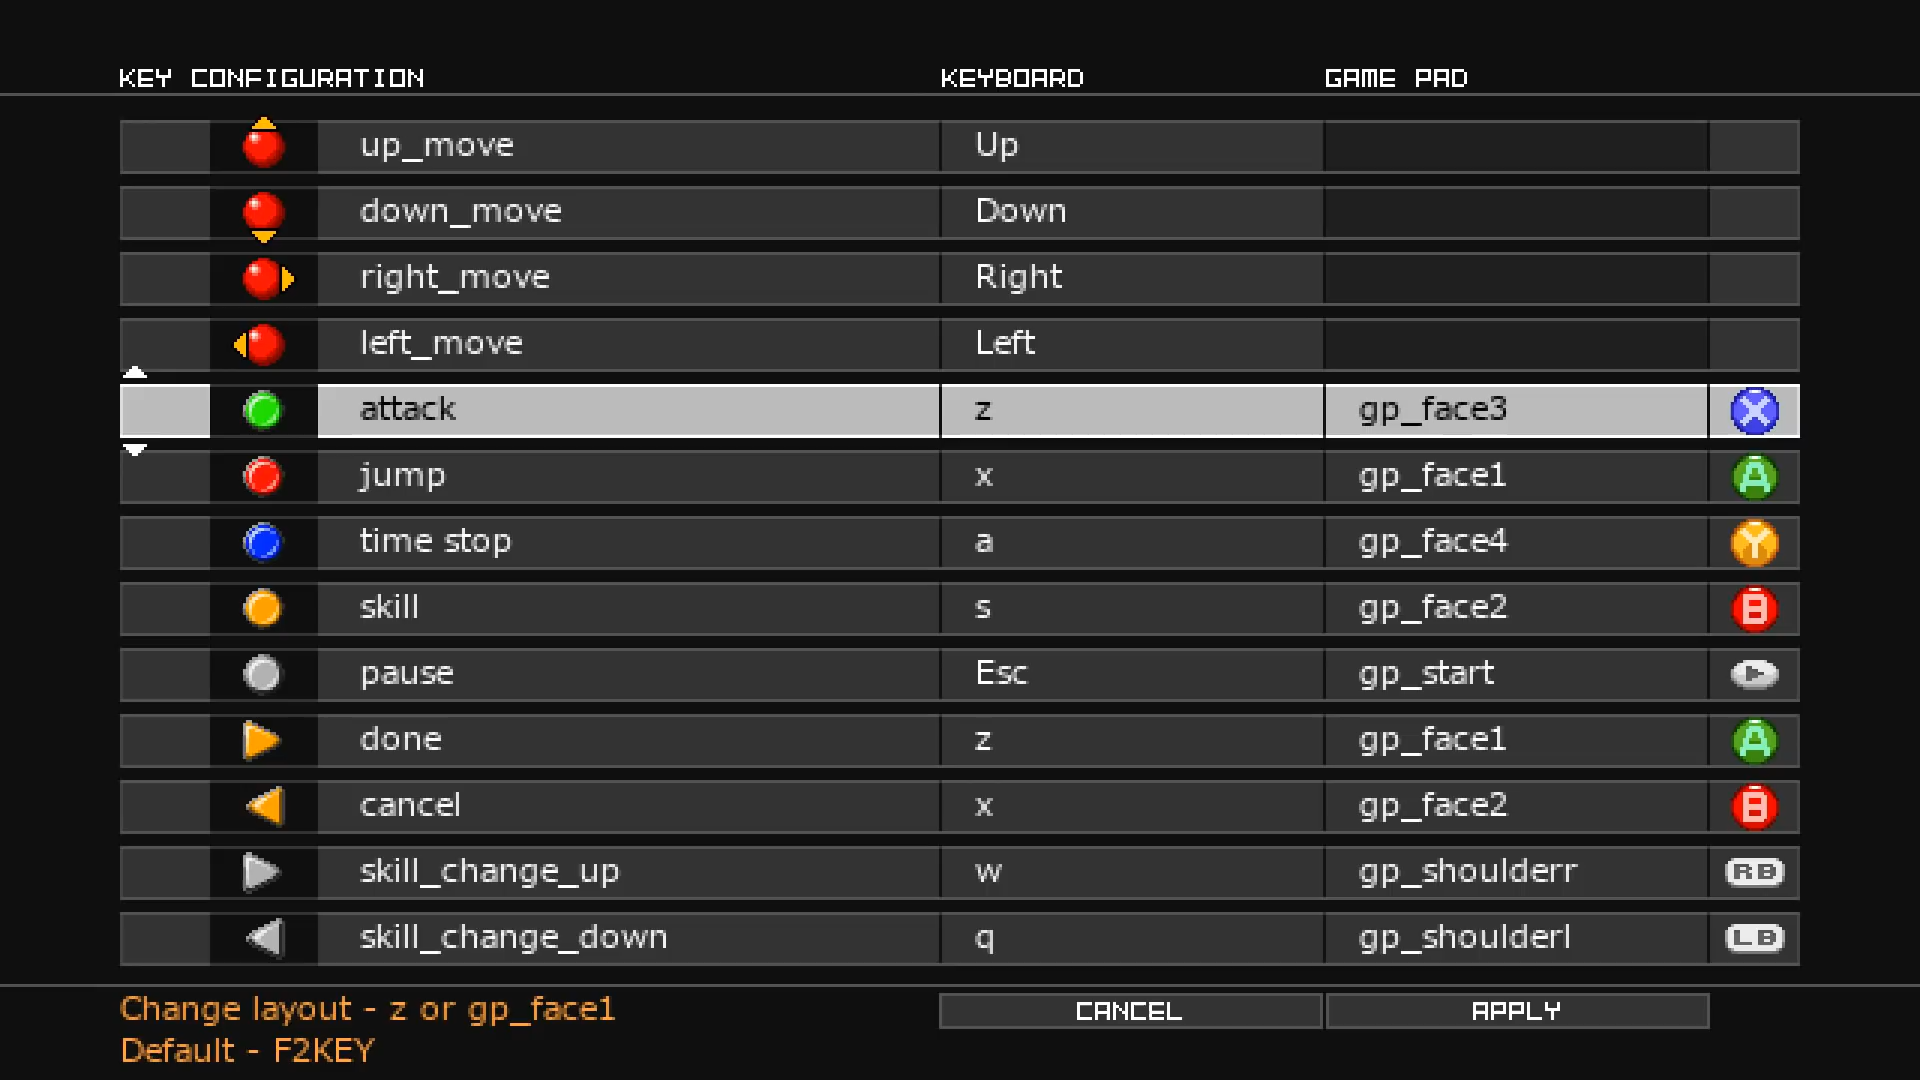 KEY CONFIGURATION KEYBOARD GAME PAD
up_move Up
down_move Down
right_move Right
left_move Left
attack z gp_face3 X
jump x gp_face1 A
time stop a gp_face4 Y
skill s gp_face2 B
pause Esc gp_start
done z gp_face1 A
cancel x gp_face2 B
skill_change_up w gp_shoulderr RB
skill_change_down q gp_shoulderl LB
Change layout - z or gp_face1 CANCEL APPLY
Default - F2KEY